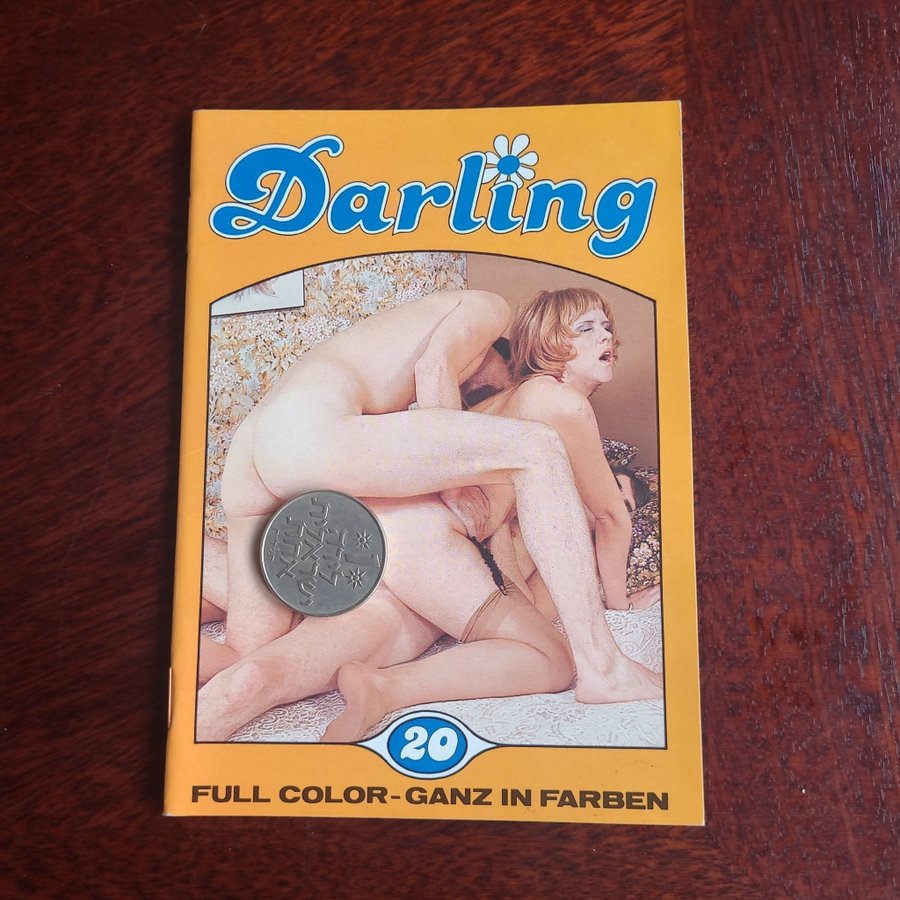 Darling
20
FULL COLOR-GANZ IN FARBEN